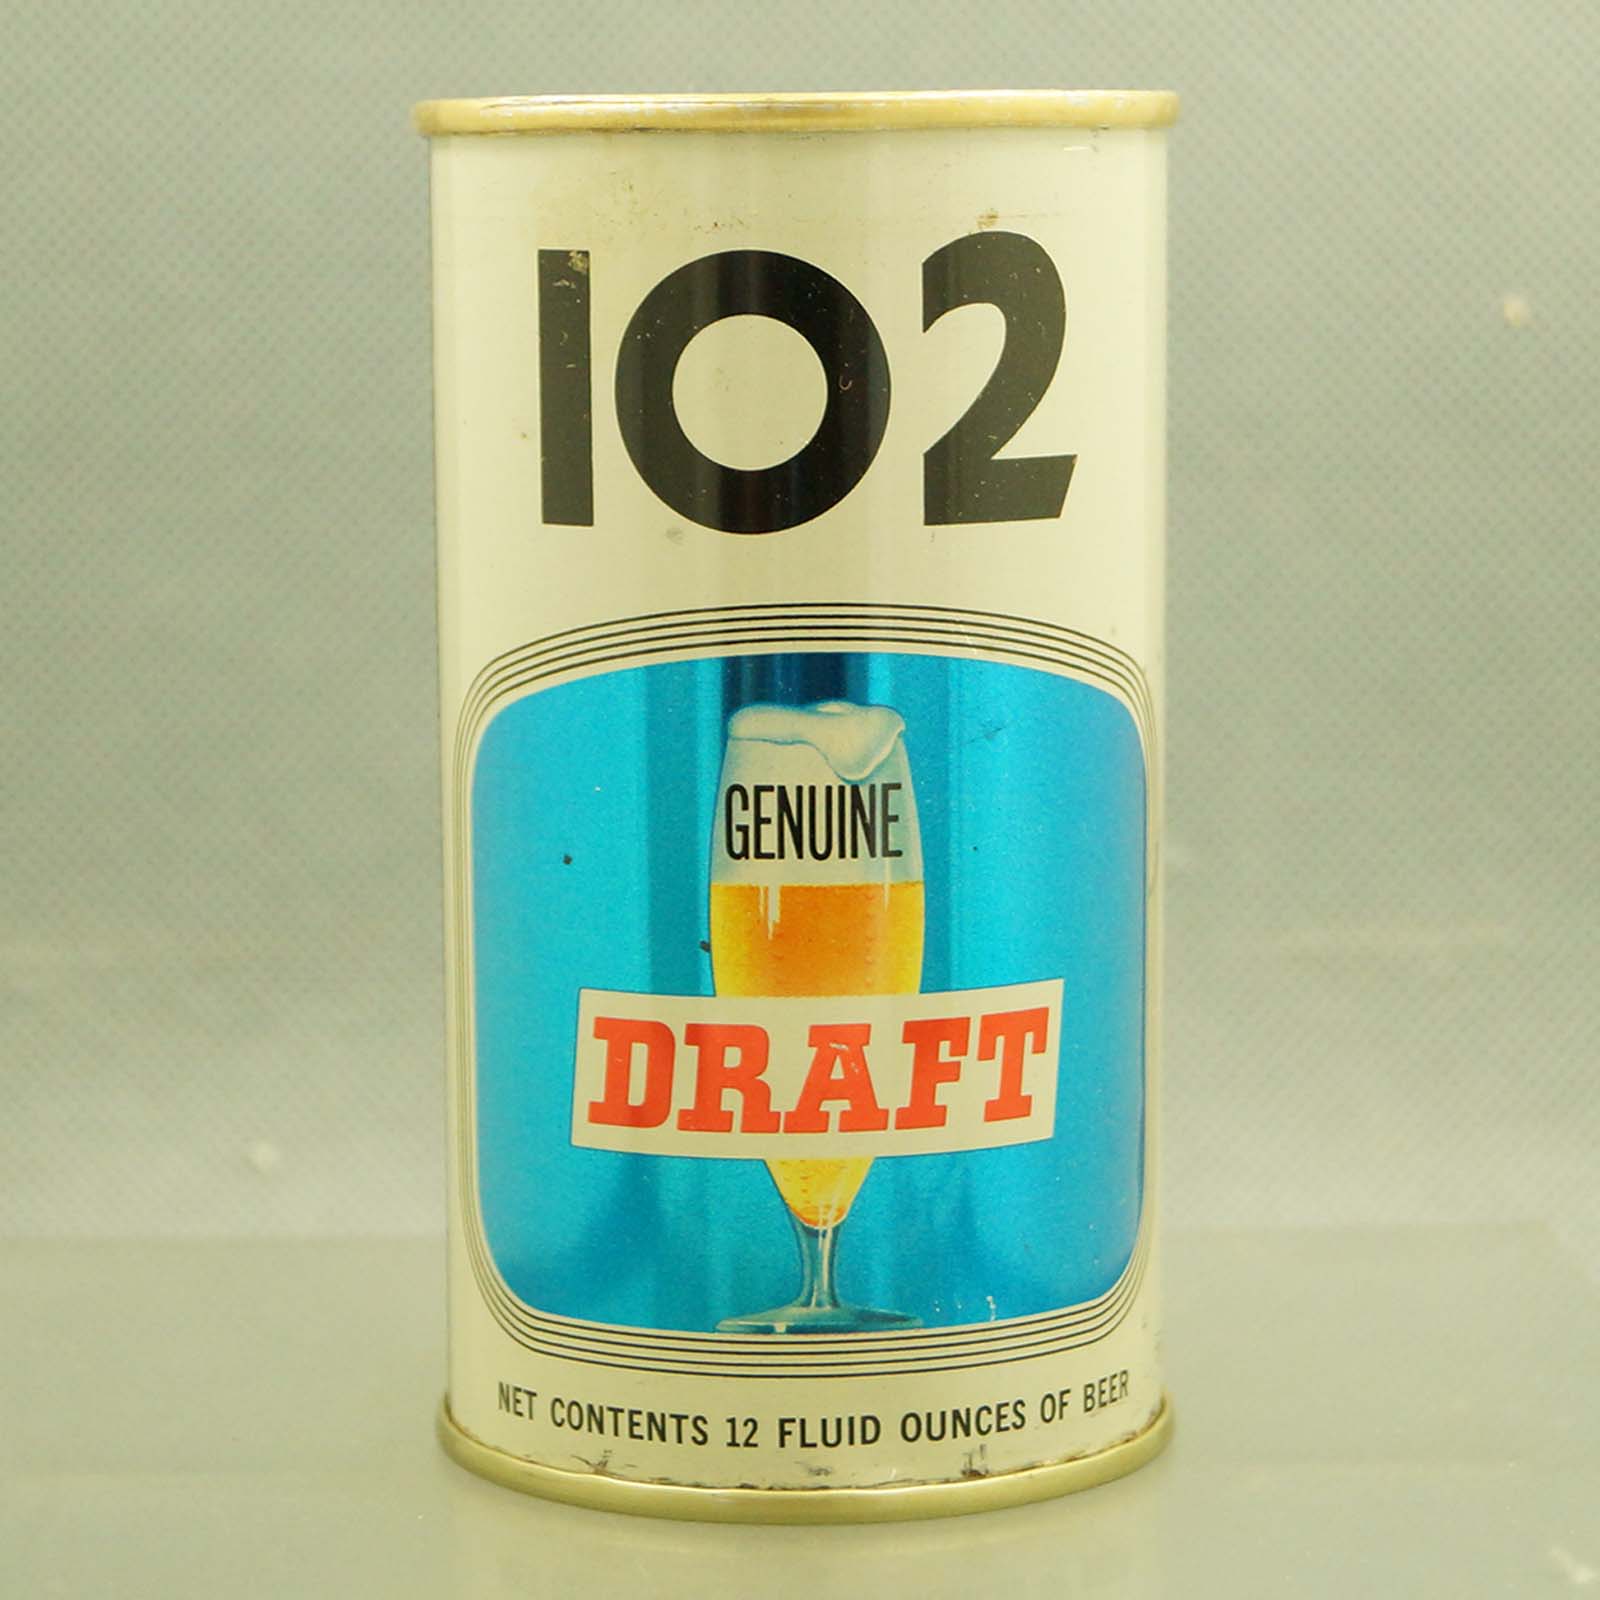 102
GENUINE
DRAFT
NET CONTENTS 12 FLUID OUNCES OF BEER